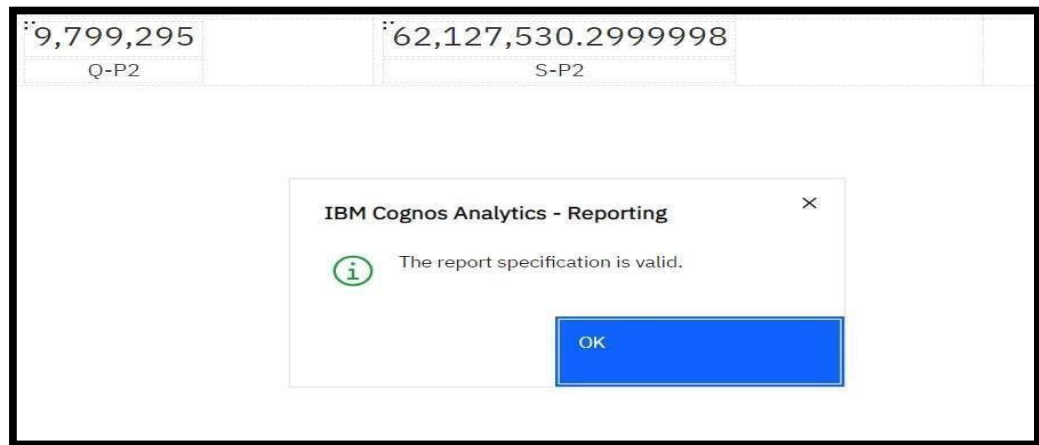 9,799,295
62,127,530.2999998
Q-P2
S-P2
IBM Cognos Analytics - Reporting
The report specification is valid.
OK